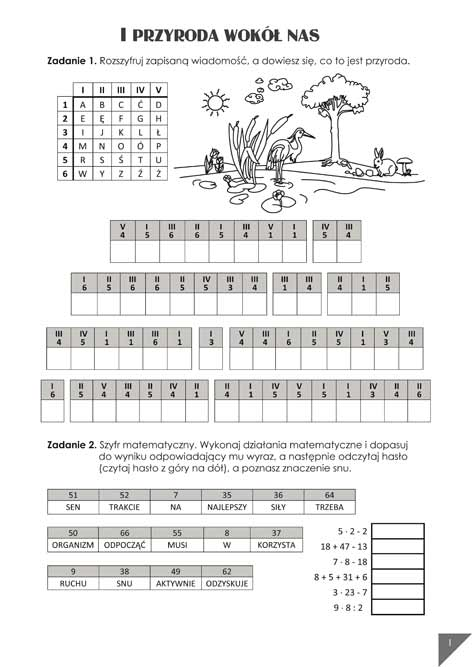 I PRZYRODA WOKÓŁ NAS
Zadanie 1. Rozszyfruj zapisaną wiadomość, a dowiesz się, co to jest przyroda.
I II III IV V
1 A B C Ć D
2 E Ę F G H
3 I J K L Ł
4 M N O Ó P
5 R S Ś T U
6 W Y Z Ź Ż
V I III II I III V I IV III
4 5 6 6 5 4 1 1 5 4
I II III II II IV III III III III II I II
6 5 6 6 5 5 3 4 1 4 4 1 5
III IV I III III I I V III I II IV I V III
4 5 1 1 6 1 3 4 4 6 5 5 1 3 4
I II V III II IV II II I IV V I I IV III II
6 5 4 4 5 4 1 4 1 5 5 5 1 3 4 6
Zadanie 2. Szyfr matematyczny. Wykonaj działania matematyczne i dopasuj
do wyniku odpowiadający mu wyraz, a następnie odczytaj hasło
(czytaj hasło z góry na dół), a poznasz znaczenie snu.
51 52 7 35 36 64
SEN TRAKCIE NA NAJLEPSZY SIŁY TRZEBA
50 66 55 8 37
ORGANIZM ODPOCZĄĆ MUSI W KORZYSTA
9 38 49 62
RUCHU SNU AKTYWNIE ODZYSKUJE
5 · 2 - 2
18 + 47 - 13
7 · 8 - 18
8 + 5 + 31 + 6
3 · 23 - 7
9 · 8 : 2
1